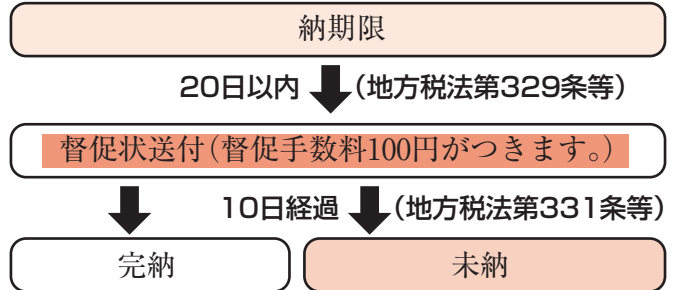 納期限
20日以内 (地方税法第329条等)
督促状送付(督促手数料100円がつきます。)
10日経過 (地方税法第331条等)
完納 未納